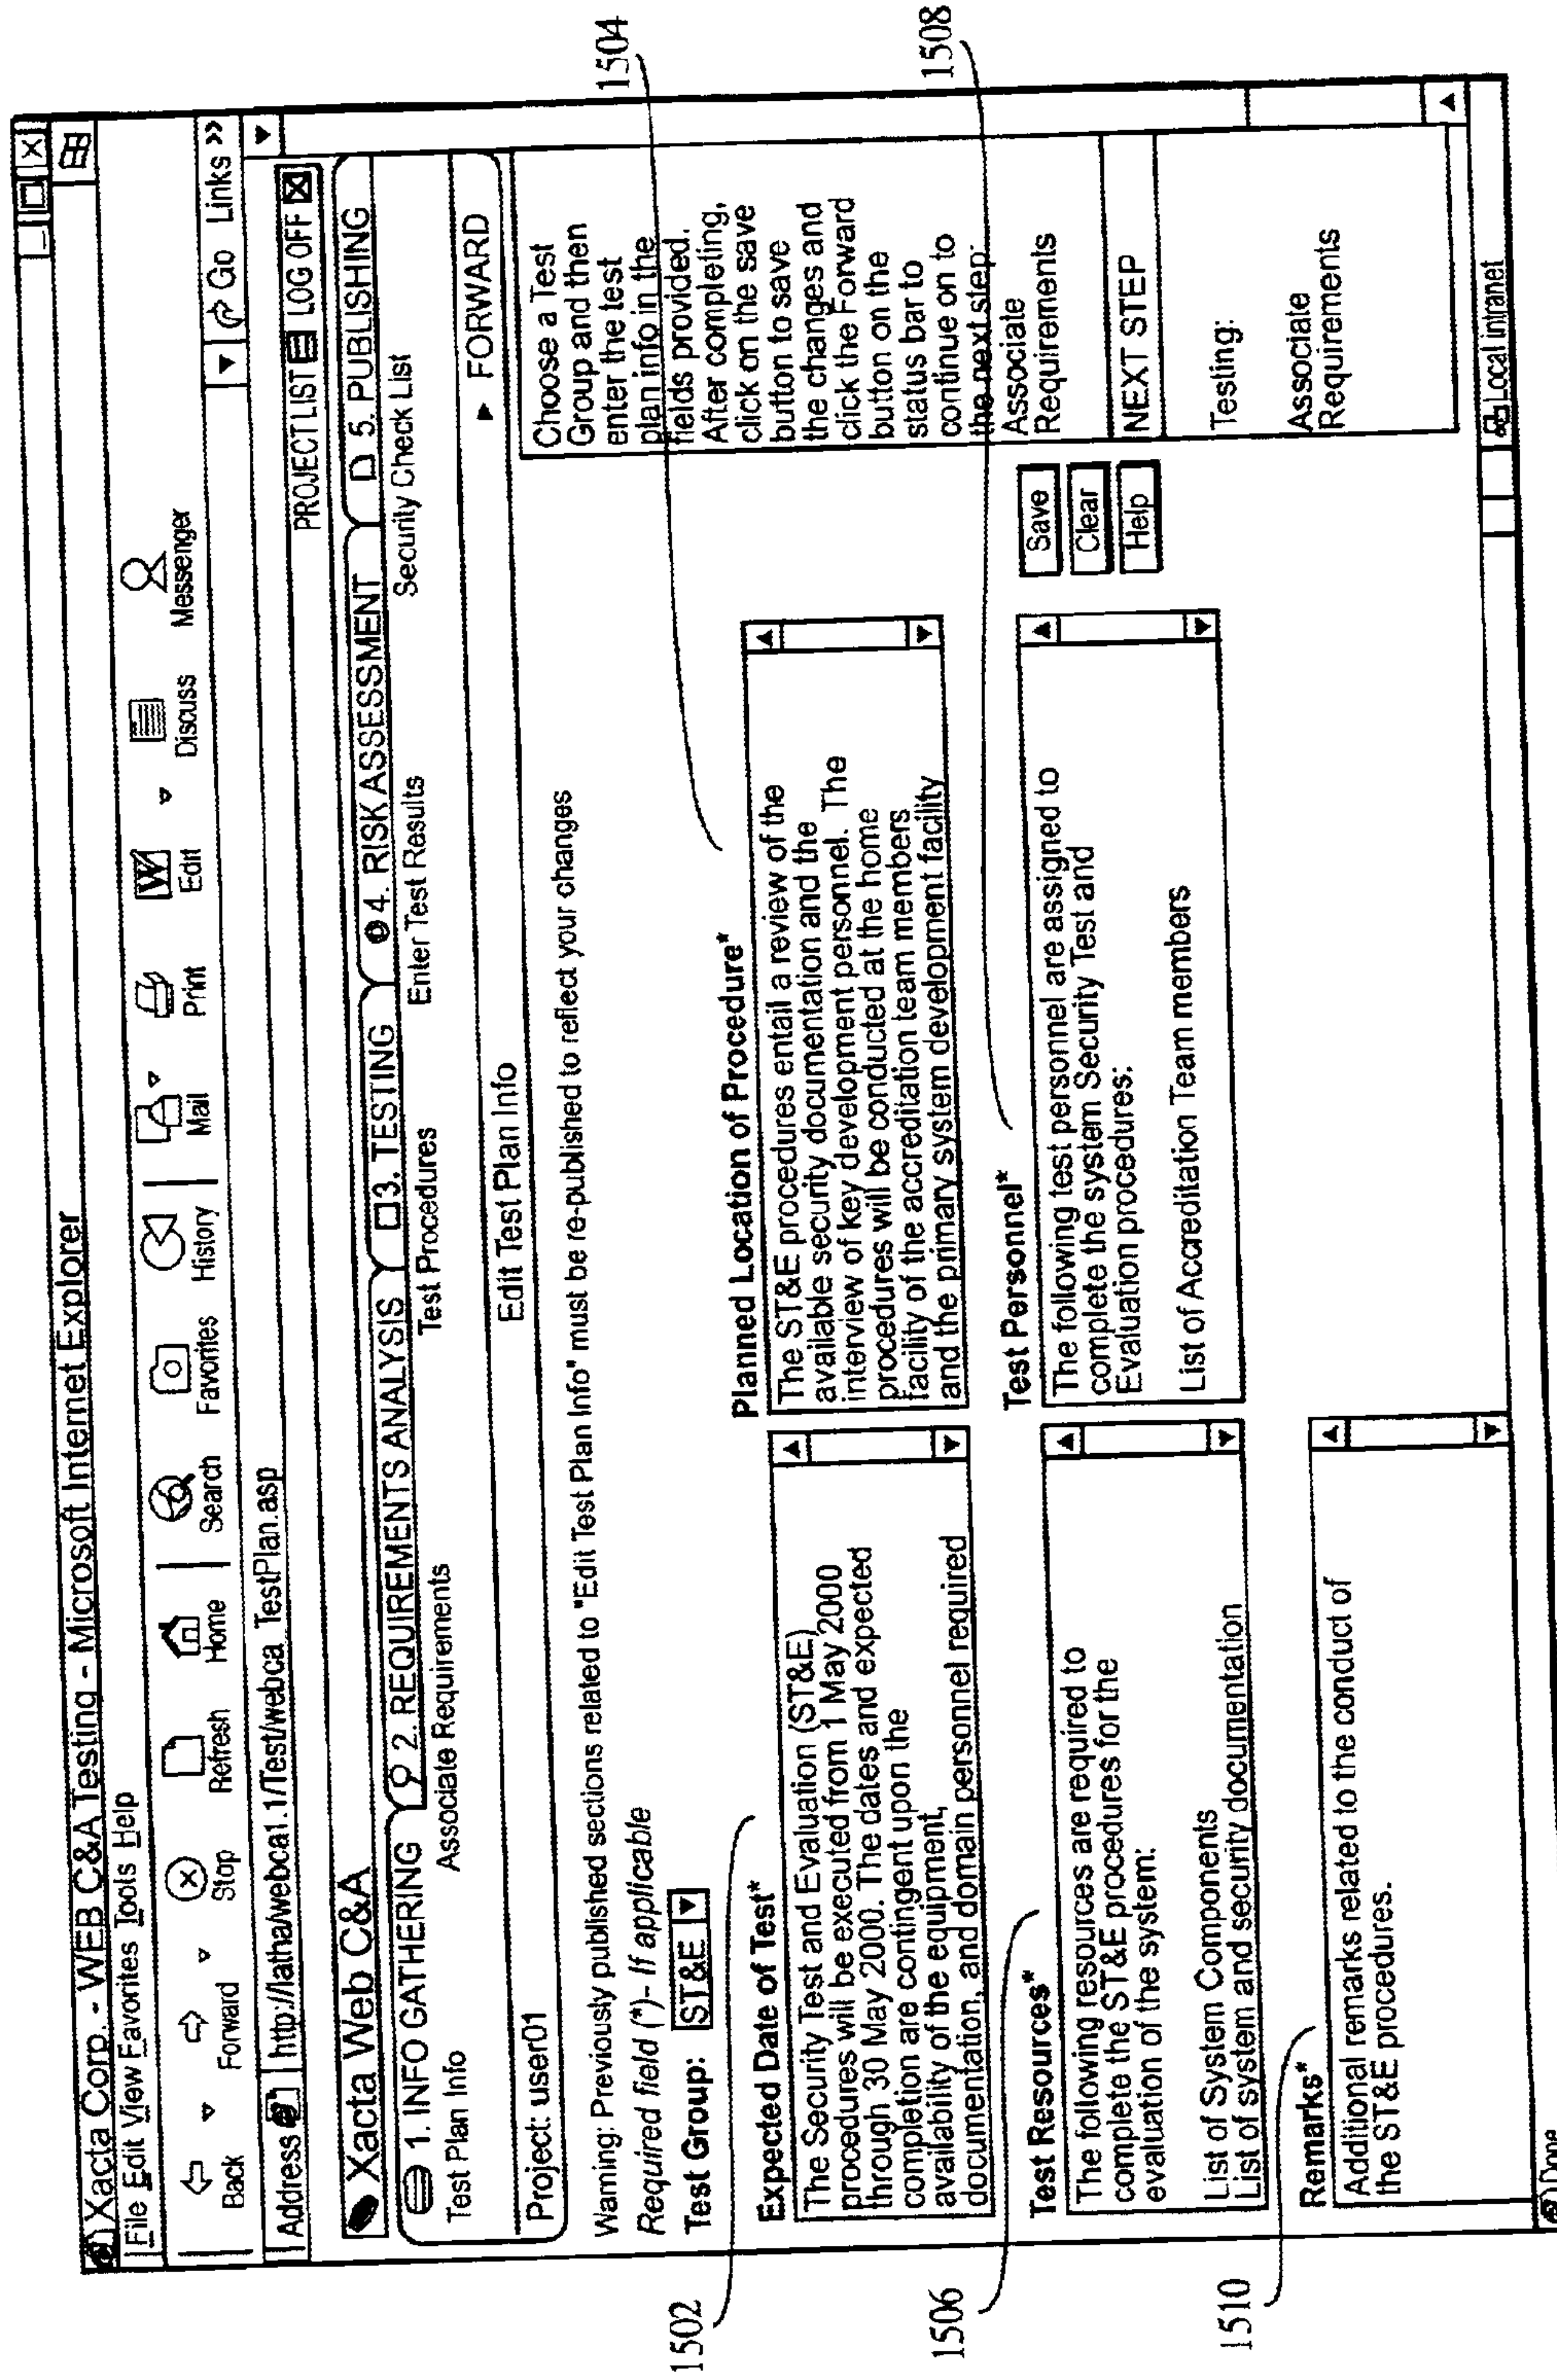 Xacta Corp. - WEB C&A Testing - Microsoft Internet Explorer
File Edit View Favorites Tools Help
Back Forward Stop Refresh Home Search Favorites History Mail Print Edit Discuss Messenger
Address http://latha/webca1.1/Test/webca_TestPlan.asp Go Links »
Xacta Web C&A PROJECT LIST LOG OFF
1. INFO GATHERING 2. REQUIREMENTS ANALYSIS 3. TESTING 4. RISK ASSESSMENT 5. PUBLISHING
Test Plan Info Associate Requirements Test Procedures Enter Test Results Security Check List
Project: user01 Edit Test Plan Info FORWARD
Warning: Previously published sections related to "Edit Test Plan Info" must be re-published to reflect your changes
Required field (*)- If applicable
Test Group: ST&E
1502
Expected Date of Test*
The Security Test and Evaluation (ST&E)
procedures will be executed from 1 May 2000
through 30 May 2000. The dates and expected
completion are contingent upon the
availability of the equipment,
documentation, and domain personnel required
1504
Planned Location of Procedure*
The ST&E procedures entail a review of the
available security documentation and the
interview of key development personnel. The
procedures will be conducted at the home
facility of the accreditation team members
and the primary system development facility
1506
Test Resources*
The following resources are required to
complete the ST&E procedures for the
evaluation of the system:
List of System Components
List of system and security documentation
1508
Test Personnel*
The following test personnel are assigned to
complete the system Security Test and
Evaluation procedures:
List of Accreditation Team members
1510
Remarks*
Additional remarks related to the conduct of
the ST&E procedures.
Save
Clear
Help
Choose a Test
Group and then
enter the test
plan info in the
fields provided.
After completing,
click on the save
button to save
the changes and
click the Forward
button on the
status bar to
continue on to
the next step:
Associate
Requirements
NEXT STEP
Testing:
Associate
Requirements
Done
Local intranet